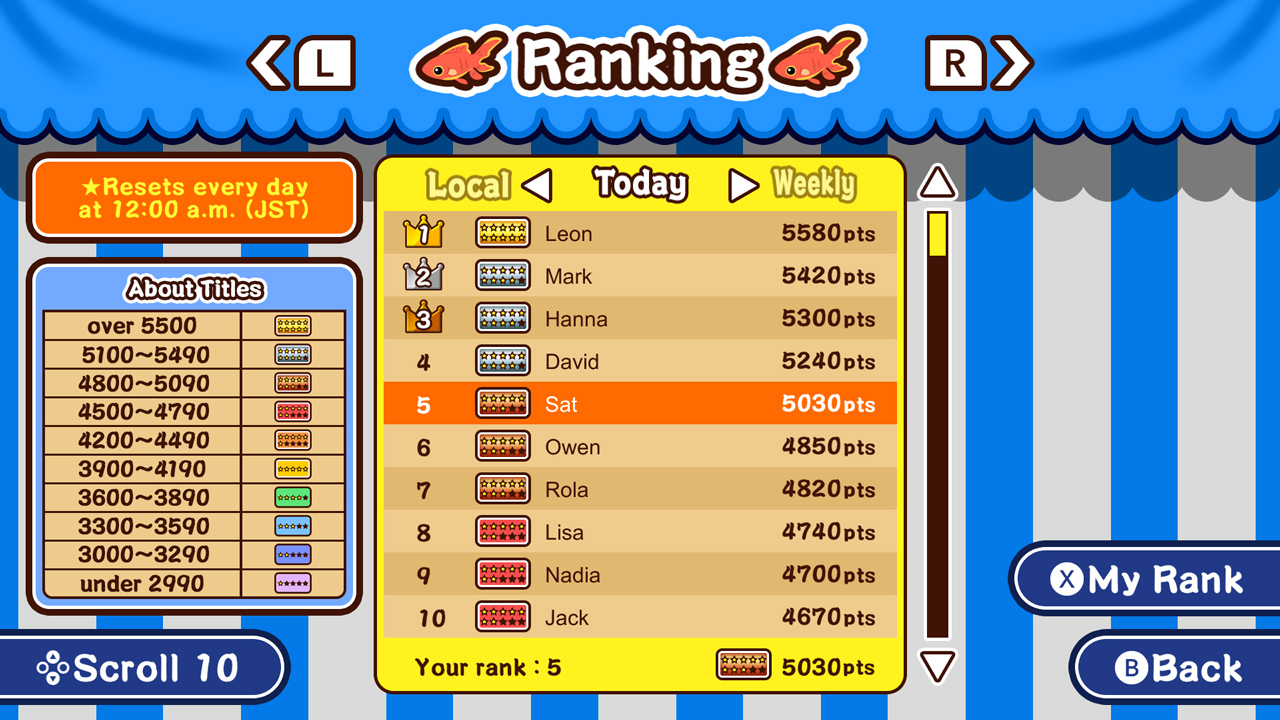 L
Ranking
R
★Resets every day
at 12:00 a.m. (JST)
About Titles
over 5500
5100~5490
4800~5090
4500~4790
4200~4490
3900~4190
3600~3890
3300~3590
3000~3290
under 2990
Local Today Weekly
1 Leon 5580pts
2 Mark 5420pts
3 Hanna 5300pts
4 David 5240pts
5 Sat 5030pts
6 Owen 4850pts
7 Rola 4820pts
8 Lisa 4740pts
9 Nadia 4700pts
10 Jack 4670pts
Your rank : 5 5030pts
Scroll 10
X My Rank
B Back